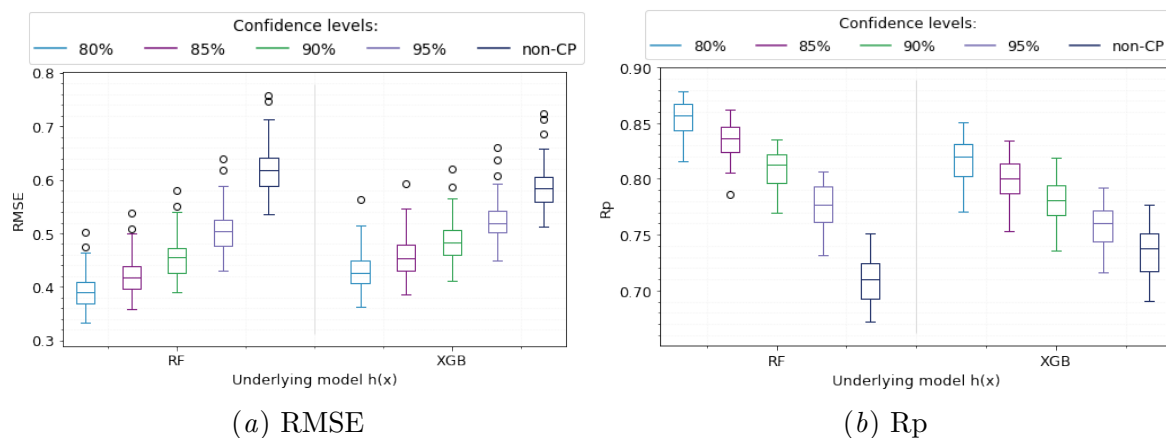 Confidence levels:
80% 85% 90% 95% non-CP
0.8
0.7
0.6
0.5
0.4
0.3
RMSE
RF XGB
Underlying model h(x)
(a) RMSE
Confidence levels:
80% 85% 90% 95% non-CP
0.90
0.85
0.80
0.75
0.70
Rp
RF XGB
Underlying model h(x)
(b) Rp